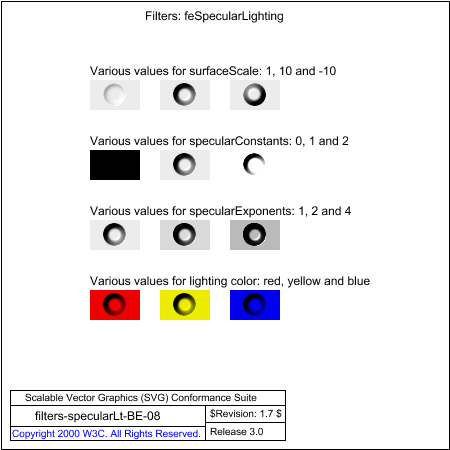 Filters: feSpecularLighting
Various values for surfaceScale: 1, 10 and -10
Various values for specularConstants: 0, 1 and 2
Various values for specularExponents: 1, 2 and 4
Various values for lighting color: red, yellow and blue
Scalable Vector Graphics (SVG) Conformance Suite
filters-specularLt-BE-08
$Revision: 1.7 $
Copyright 2000 W3C. All Rights Reserved.
Release 3.0